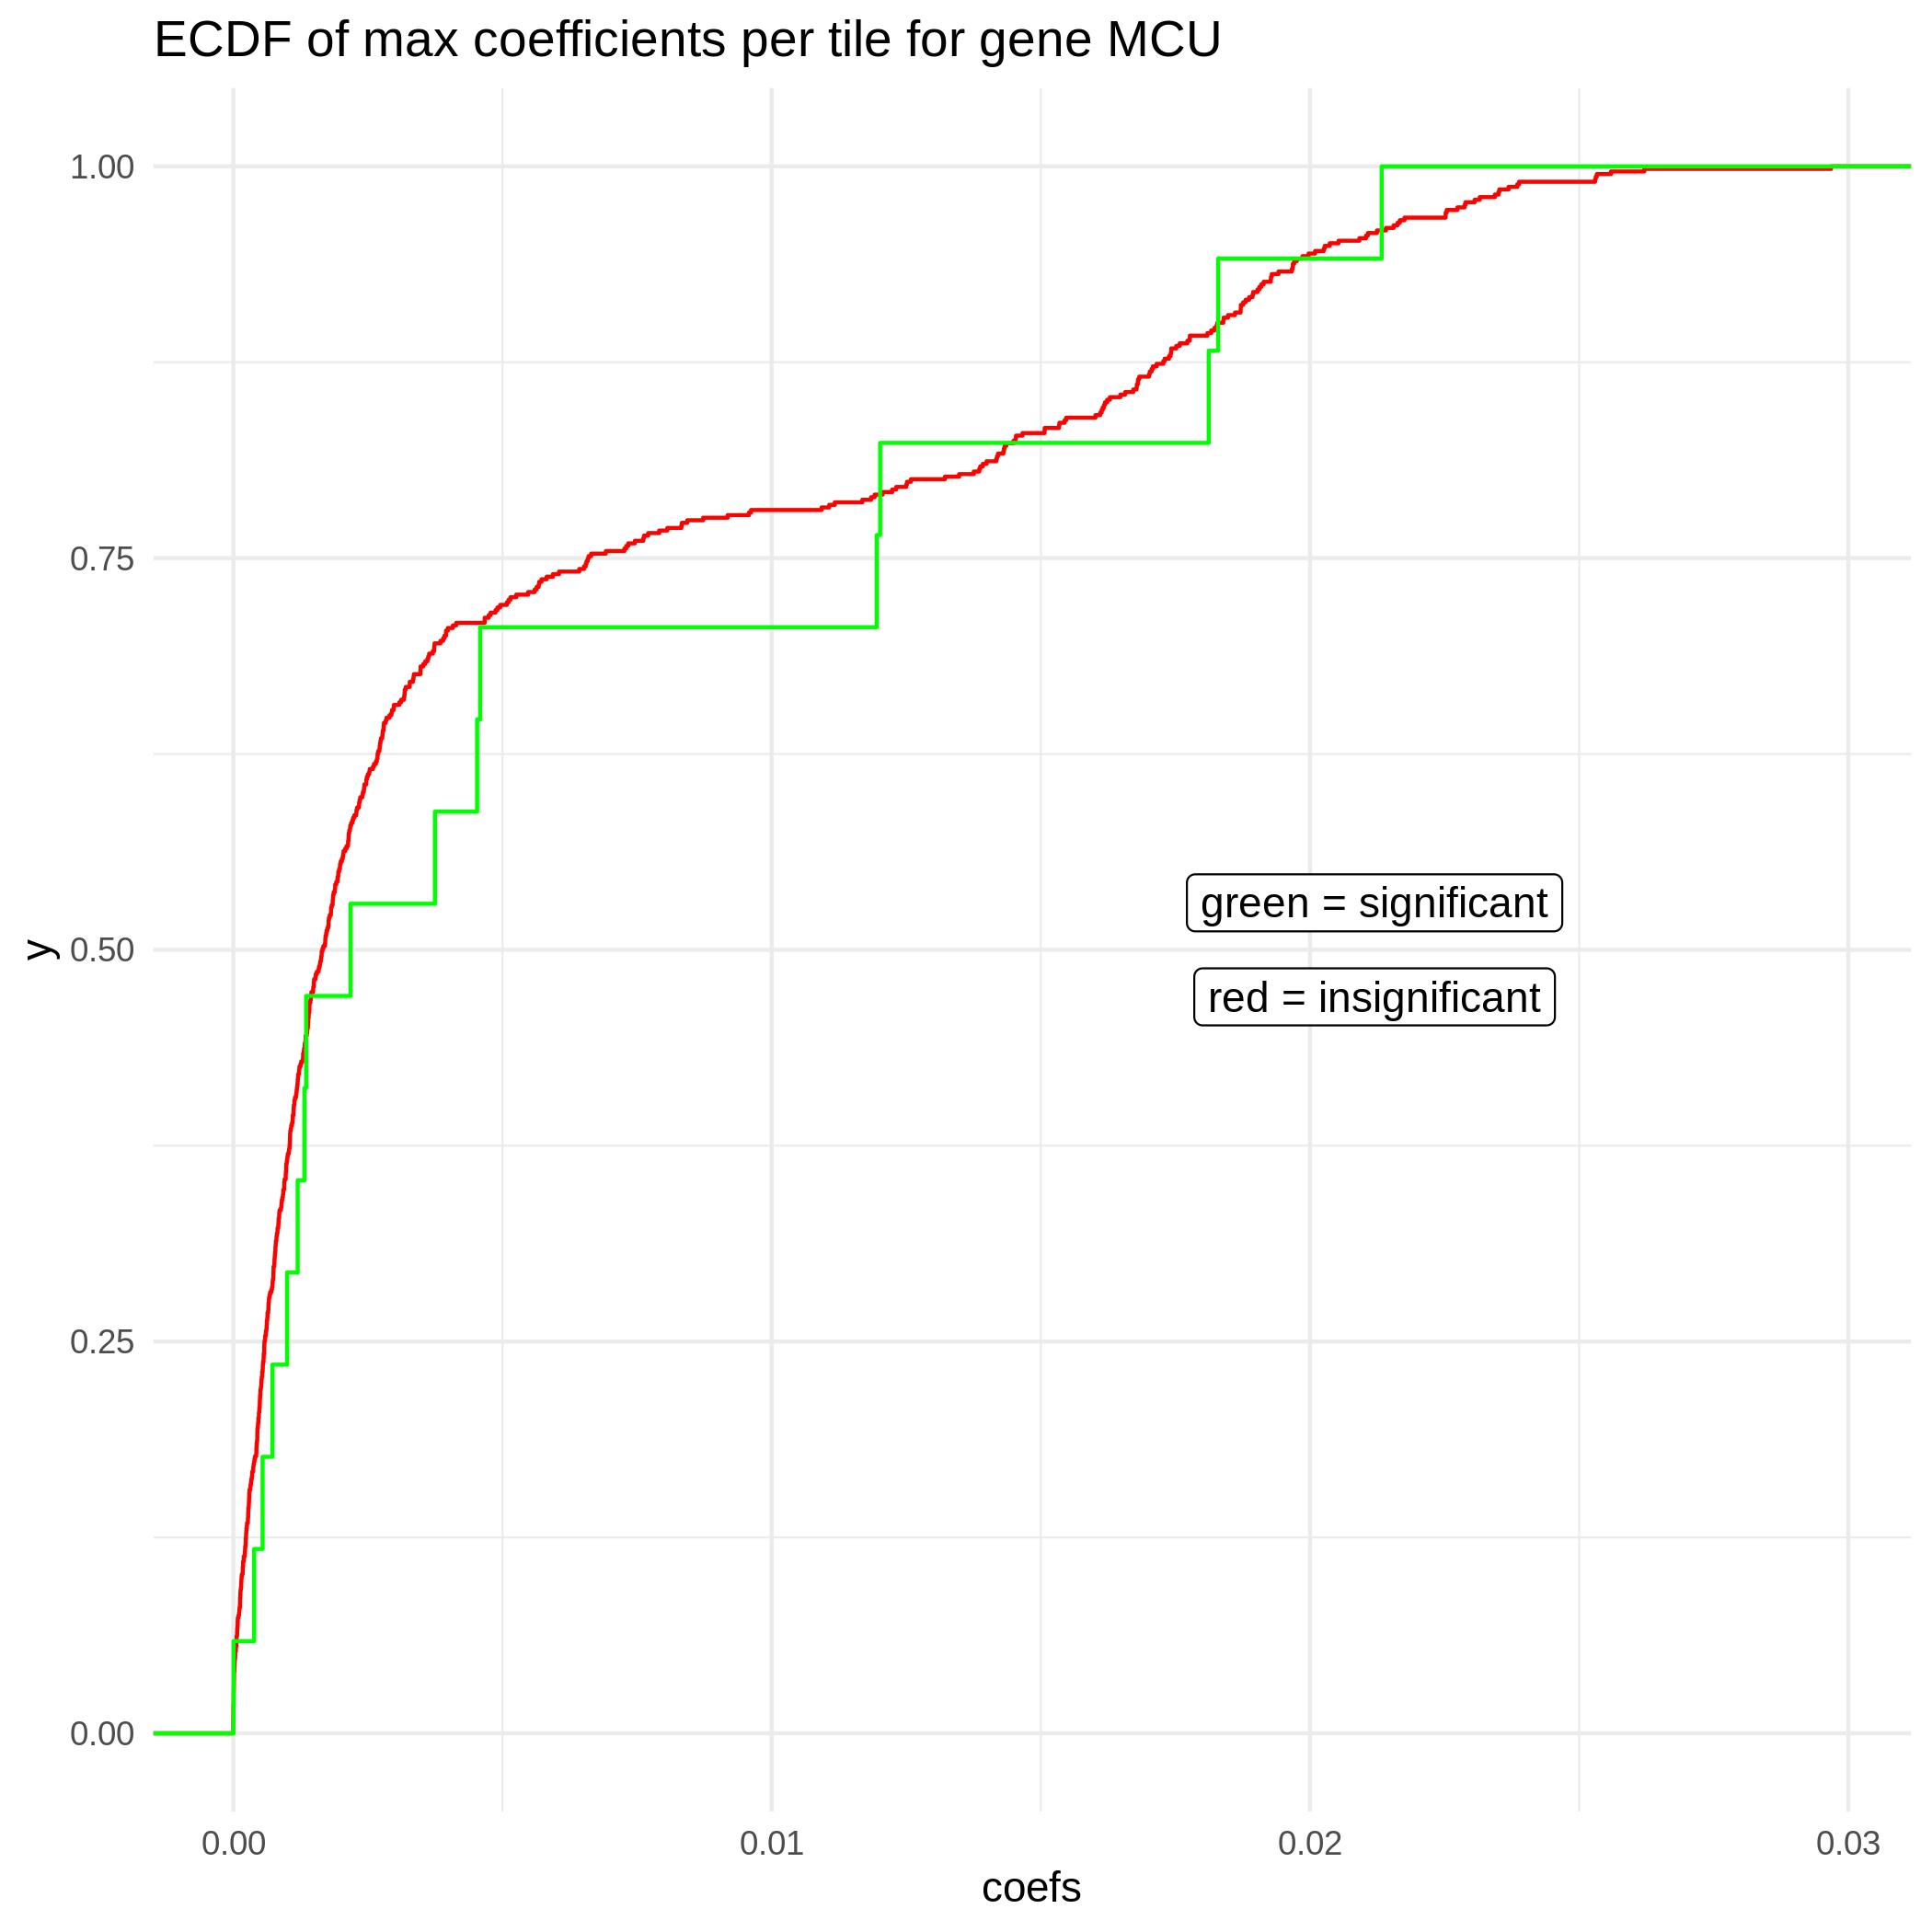 ECDF of max coefficients per tile for gene MCU
1.00
0.75
0.50
0.25
0.00
y
green = significant
red = insignificant
0.00 0.01 0.02 0.03
coefs